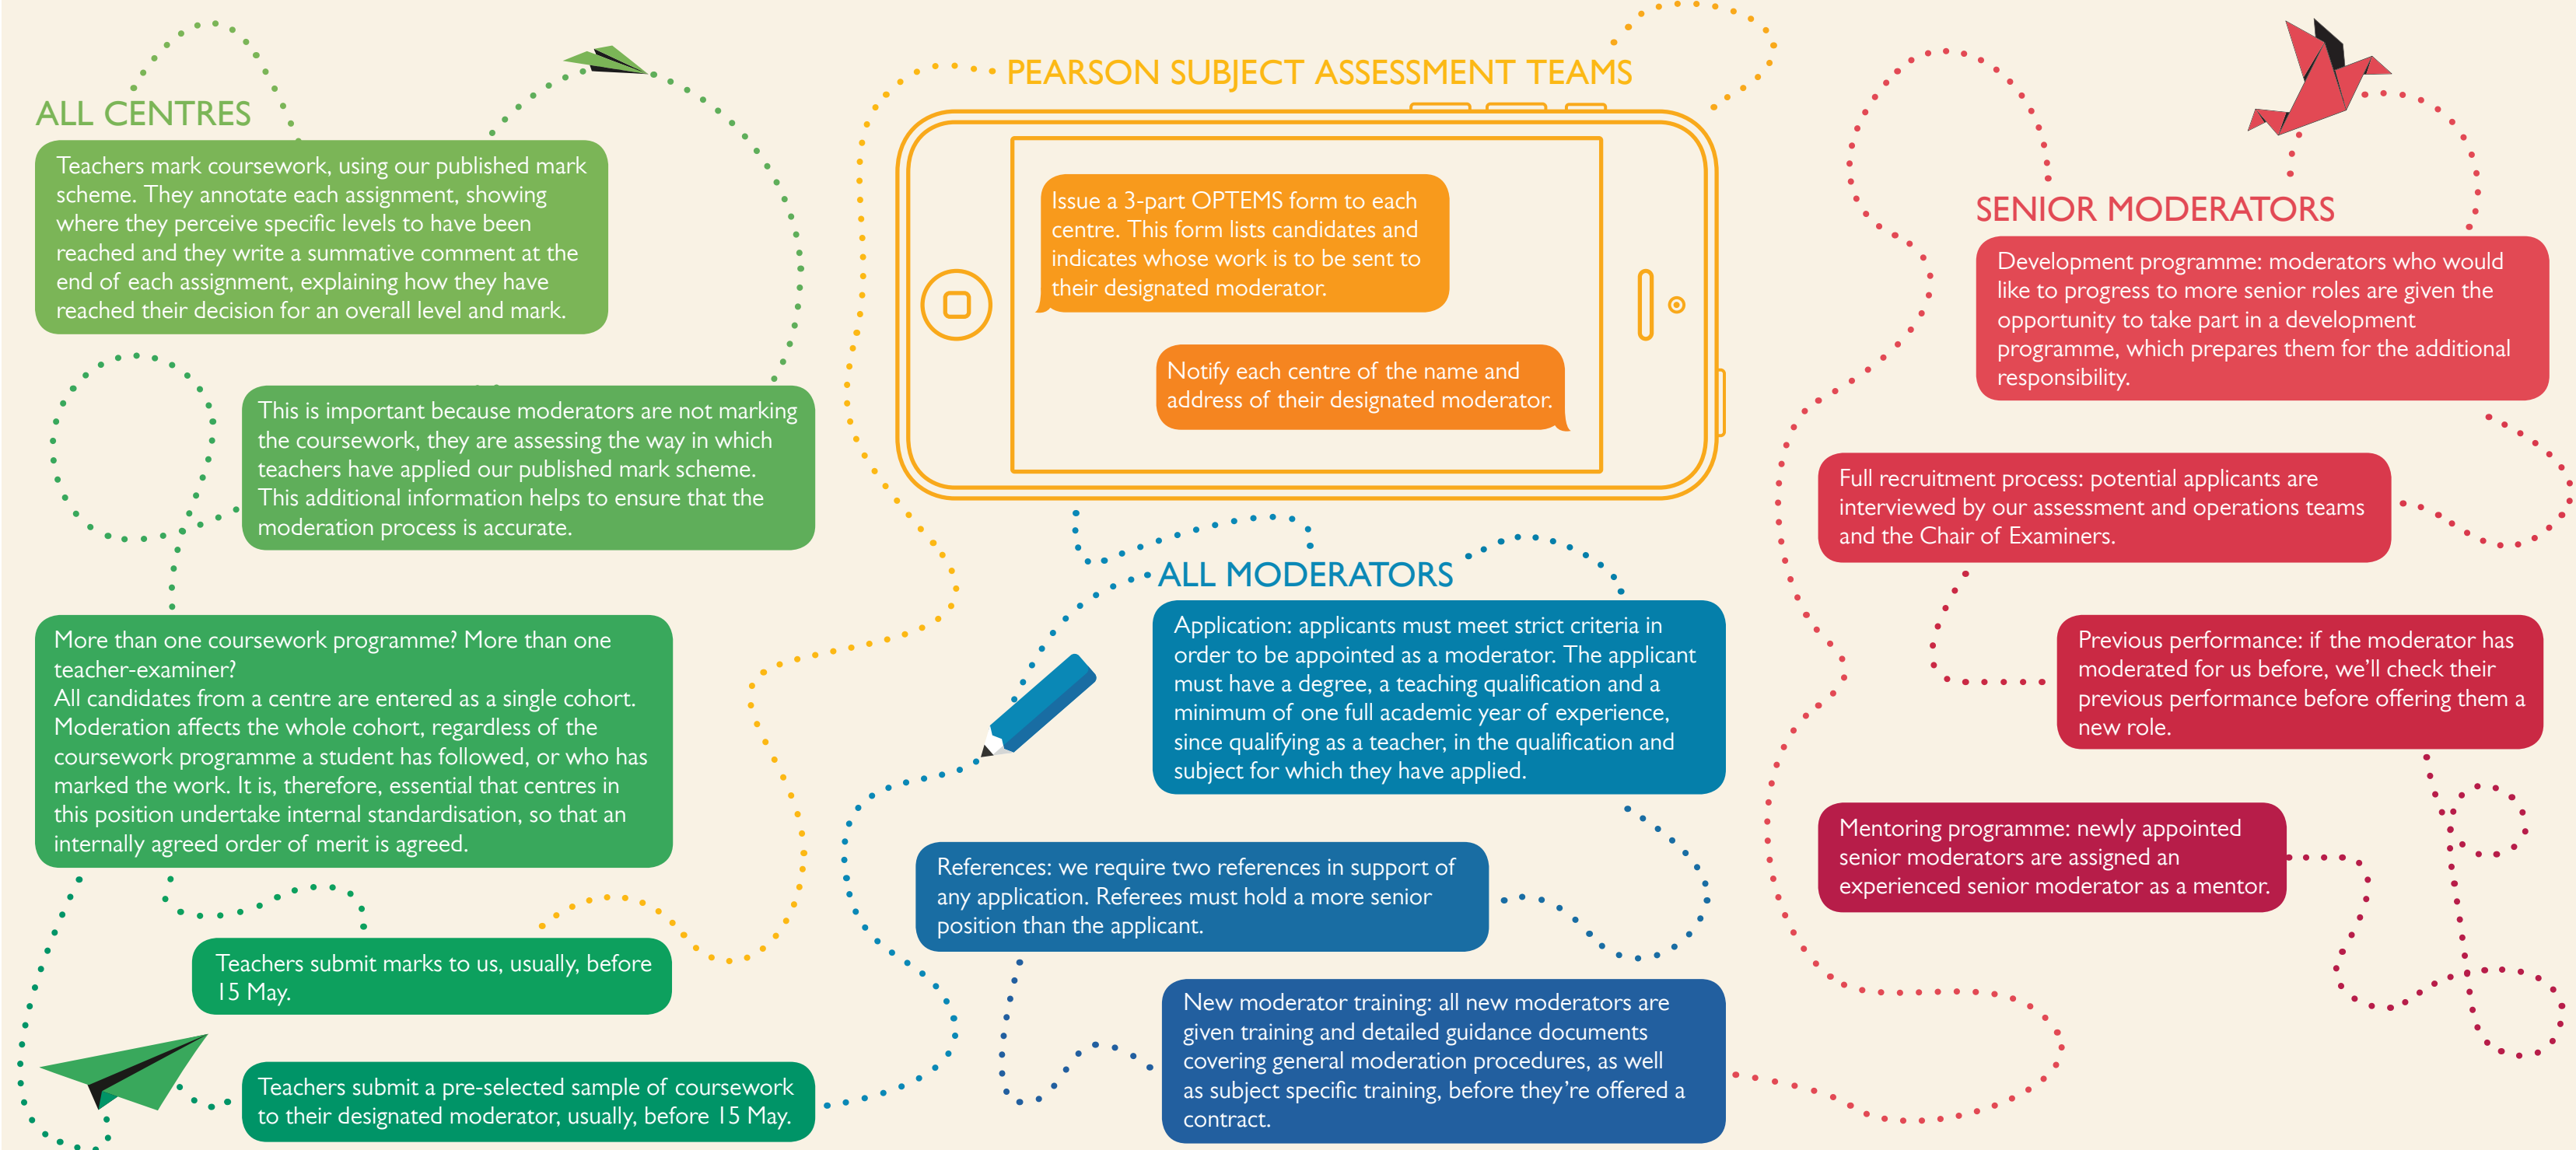 ALL CENTRES
Teachers mark coursework, using our published mark
scheme. They annotate each assignment, showing
where they perceive specific levels to have been
reached and they write a summative comment at the
end of each assignment, explaining how they have
reached their decision for an overall level and mark.
This is important because moderators are not marking
the coursework, they are assessing the way in which
teachers have applied our published mark scheme.
This additional information helps to ensure that the
moderation process is accurate.
More than one coursework programme? More than one
teacher-examiner?
All candidates from a centre are entered as a single cohort.
Moderation affects the whole cohort, regardless of the
coursework programme a student has followed, or who has
marked the work. It is, therefore, essential that centres in
this position undertake internal standardisation, so that an
internally agreed order of merit is agreed.
Teachers submit marks to us, usually, before
15 May.
Teachers submit a pre-selected sample of coursework
to their designated moderator, usually, before 15 May.
PEARSON SUBJECT ASSESSMENT TEAMS
Issue a 3-part OPTEMS form to each
centre. This form lists candidates and
indicates whose work is to be sent to
their designated moderator.
Notify each centre of the name and
address of their designated moderator.
ALL MODERATORS
Application: applicants must meet strict criteria in
order to be appointed as a moderator. The applicant
must have a degree, a teaching qualification and a
minimum of one full academic year of experience,
since qualifying as a teacher, in the qualification and
subject for which they have applied.
References: we require two references in support of
any application. Referees must hold a more senior
position than the applicant.
New moderator training: all new moderators are
given training and detailed guidance documents
covering general moderation procedures, as well
as subject specific training, before they're offered a
contract.
SENIOR MODERATORS
Development programme: moderators who would
like to progress to more senior roles are given the
opportunity to take part in a development
programme, which prepares them for the additional
responsibility.
Full recruitment process: potential applicants are
interviewed by our assessment and operations teams
and the Chair of Examiners.
Previous performance: if the moderator has
moderated for us before, we'll check their
previous performance before offering them a
new role.
Mentoring programme: newly appointed
senior moderators are assigned an
experienced senior moderator as a mentor.